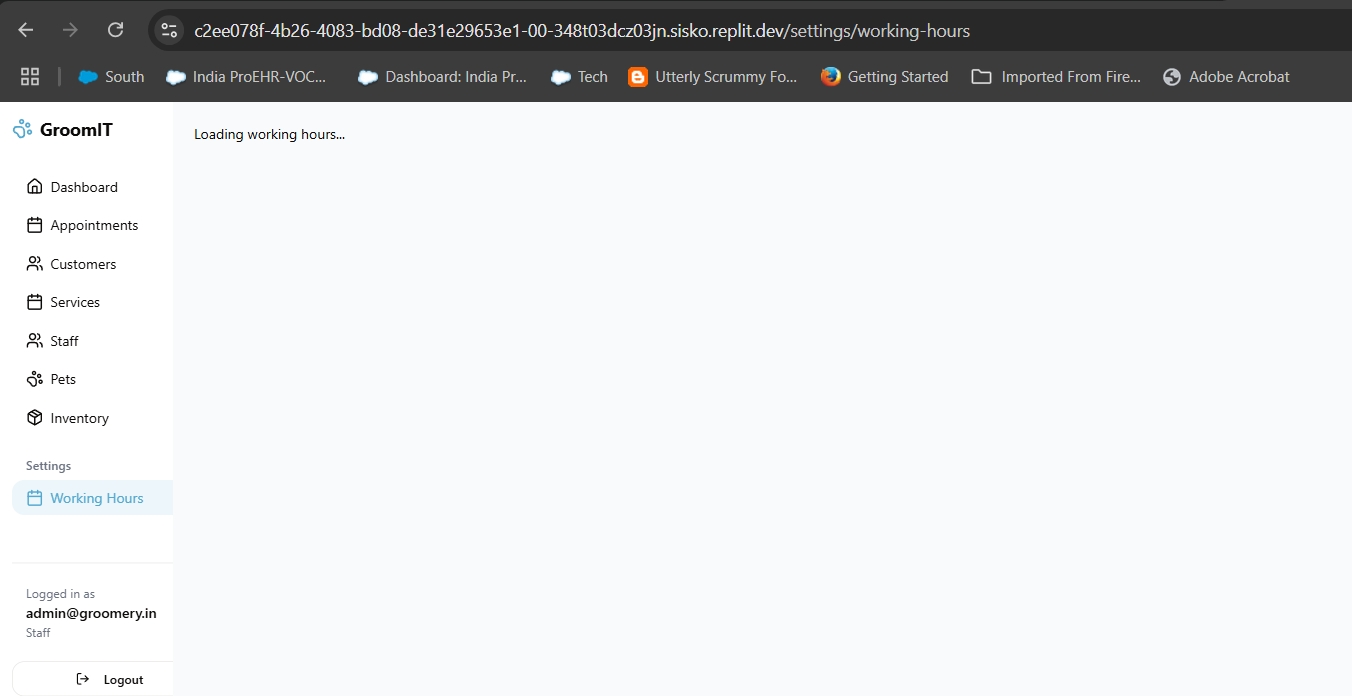 c2ee078f-4b26-4083-bd08-de31e29653e1-00-348t03dcz03jn.sisko.replit.dev/settings/working-hours
South India ProEHR-VOC... Dashboard: India Pr... Tech Utterly Scrummy Fo... Getting Started Imported From Fire... Adobe Acrobat
GroomIT
Loading working hours...
Dashboard
Appointments
Customers
Services
Staff
Pets
Inventory
Settings
Working Hours
Logged in as
admin@groomery.in
Staff
Logout